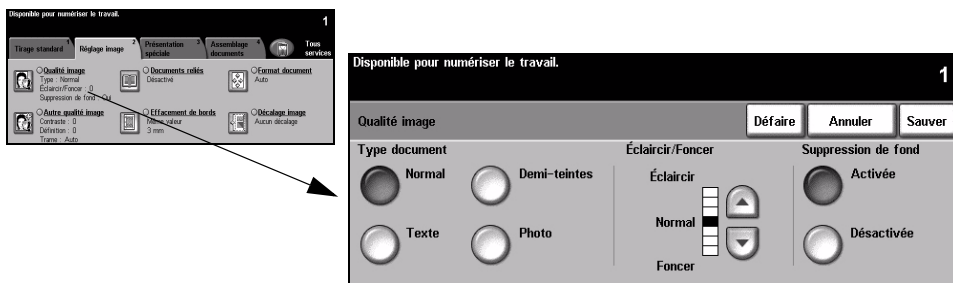 Disponible pour numériser le travail.
1
Tirage standard 1
Réglage image 2
Présentation spéciale 3
Assemblage documents 4
Tous services
Qualité image
Type : Normal
Éclaircir/Foncer : 0
Suppression de fond : Oui
Documents reliés
Désactivé
Format document
Auto
Autre qualité image
Contraste : 0
Définition : 0
Trame : Auto
Effacement de bords
Même valeur
3 mm
Décalage image
Aucun décalage
Disponible pour numériser le travail.
1
Qualité image
Défaire
Annuler
Sauver
Type document
Éclaircir/Foncer
Suppression de fond
Normal
Demi-teintes
Éclaircir
Activée
Texte
Photo
Normal
Désactivée
Foncer